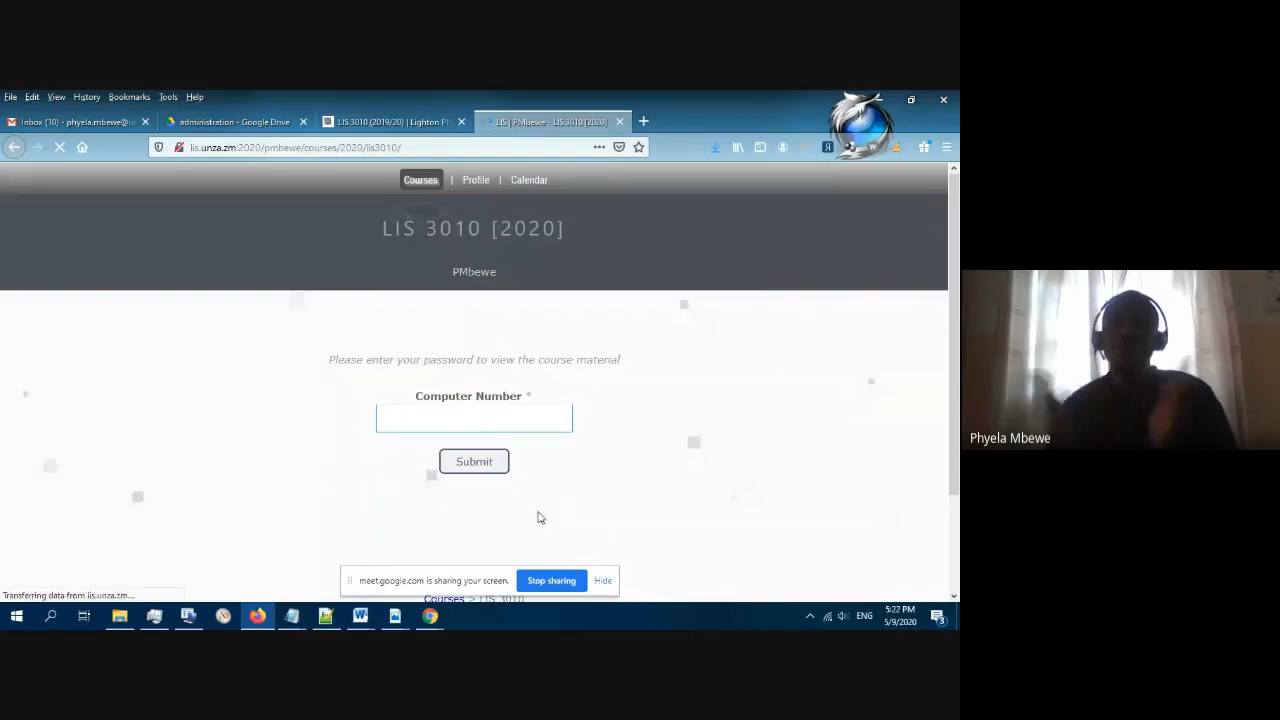 File Edit View History Bookmarks Tools Help
Inbox (10) - phyela.mbewe@u
administration - Google Drive
LIS 3010 (2019/20) | Lighton Ph
LIS | PMbewe - LIS 3010 [2020]
lis.unza.zm:2020/pmbewe/courses/2020/lis3010/
Courses | Profile | Calendar
LIS 3010 [2020]
PMbewe
Please enter your password to view the course material
Computer Number *
Submit
Phyela Mbewe
meet.google.com is sharing your screen. Stop sharing Hide
Transferring data from lis.unza.zm...
Courses > LIS 3010
ENG
5:22 PM
5/9/2020
3